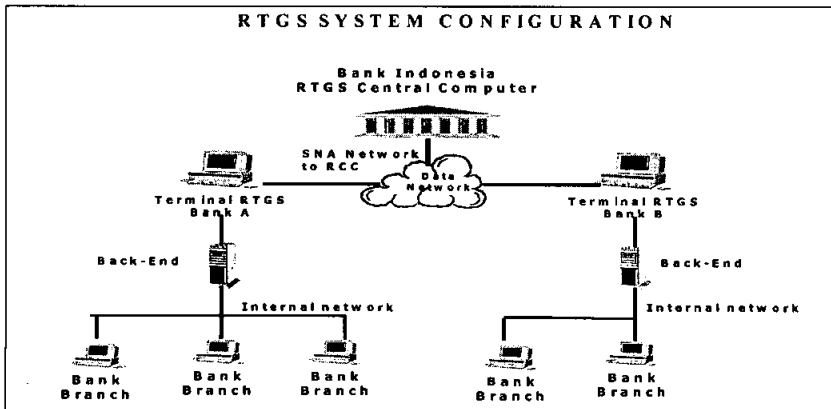 RTGS SYSTEM CONFIGURATION
Bank Indonesia
RTGS Central Computer
SNA Network
to RCC
Data
Network
Terminal RTGS
Bank A
Terminal RTGS
Bank B
Back-End
Back-End
Internal network
Internal network
Bank
Branch
Bank
Branch
Bank
Branch
Bank
Branch
Bank
Branch